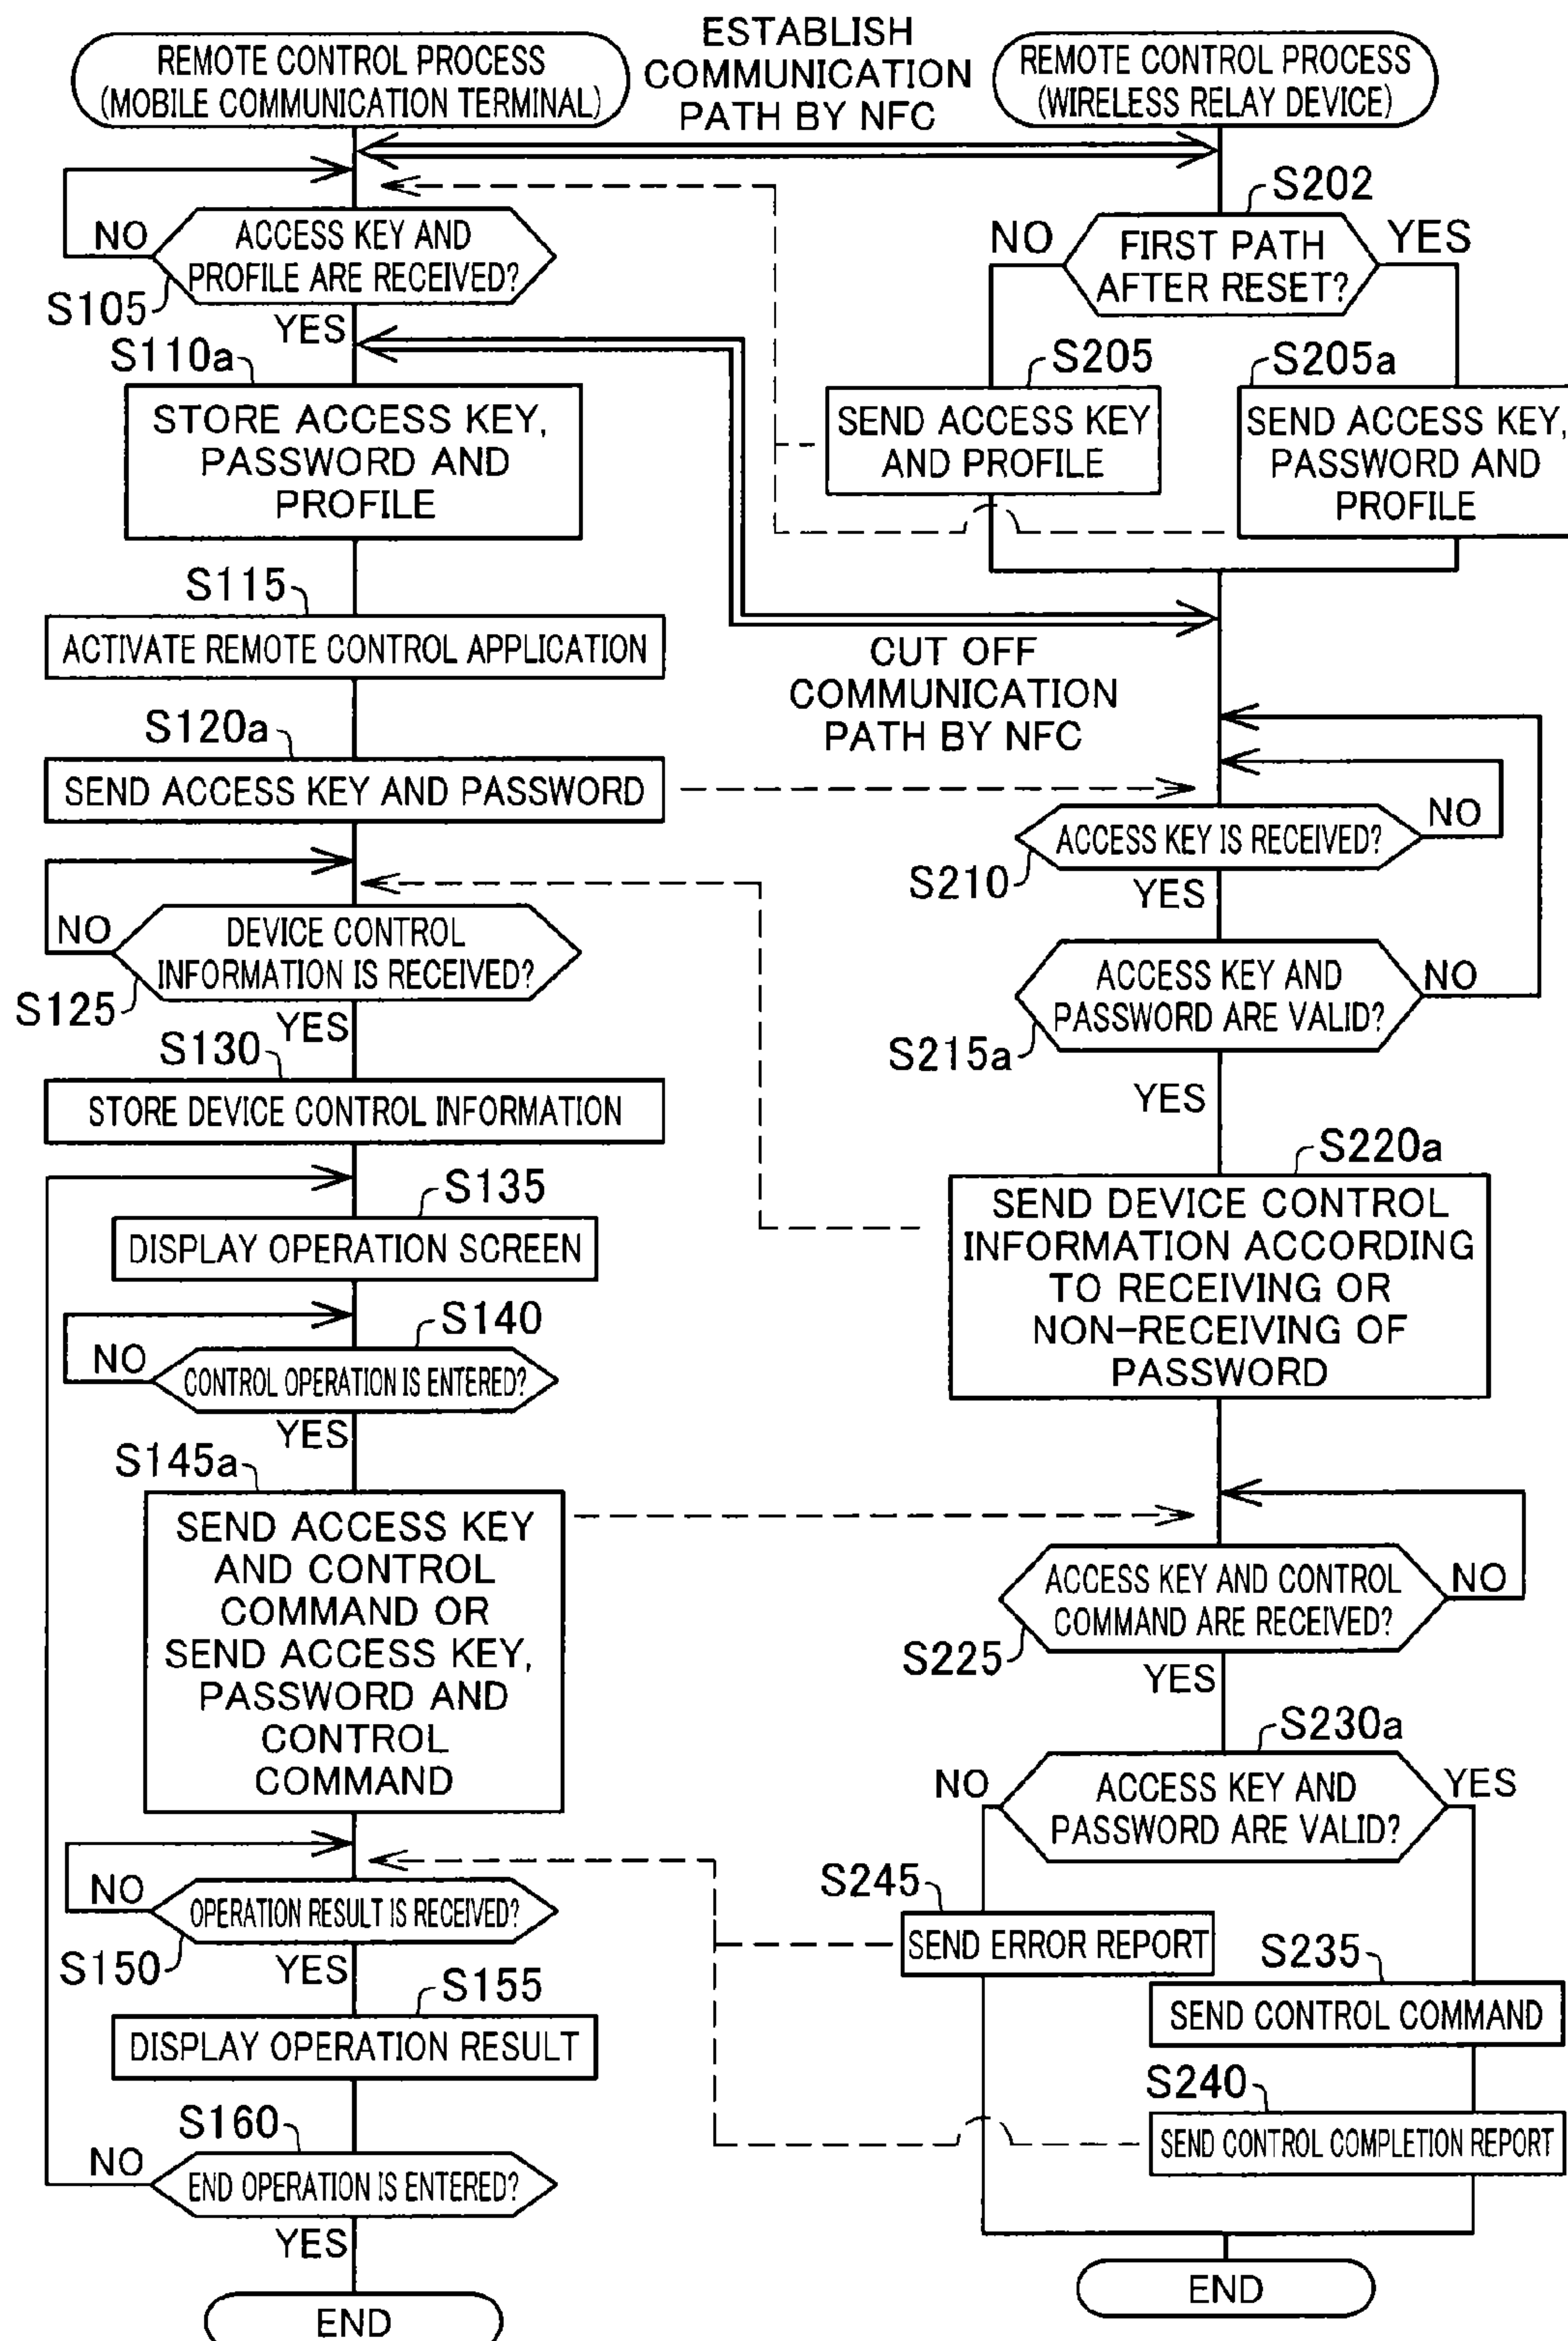 REMOTE CONTROL PROCESS
(MOBILE COMMUNICATION TERMINAL)
ESTABLISH
COMMUNICATION
PATH BY NFC
REMOTE CONTROL PROCESS
(WIRELESS RELAY DEVICE)
NO
ACCESS KEY AND
PROFILE ARE RECEIVED?
S105
YES
S202
NO
FIRST PATH
AFTER RESET?
YES
S110a
STORE ACCESS KEY,
PASSWORD AND
PROFILE
S205
SEND ACCESS KEY
AND PROFILE
S205a
SEND ACCESS KEY,
PASSWORD AND
PROFILE
S115
ACTIVATE REMOTE CONTROL APPLICATION
CUT OFF
COMMUNICATION
PATH BY NFC
S120a
SEND ACCESS KEY AND PASSWORD
ACCESS KEY IS RECEIVED?
NO
S210
YES
NO
DEVICE CONTROL
INFORMATION IS RECEIVED?
S125
YES
ACCESS KEY AND
PASSWORD ARE VALID?
NO
S215a
YES
S130
STORE DEVICE CONTROL INFORMATION
S135
DISPLAY OPERATION SCREEN
S220a
SEND DEVICE CONTROL
INFORMATION ACCORDING
TO RECEIVING OR
NON-RECEIVING OF
PASSWORD
S140
NO
CONTROL OPERATION IS ENTERED?
YES
S145a
SEND ACCESS KEY
AND CONTROL
COMMAND OR
SEND ACCESS KEY,
PASSWORD AND
CONTROL
COMMAND
ACCESS KEY AND CONTROL
COMMAND ARE RECEIVED?
NO
S225
YES
S230a
NO
ACCESS KEY AND
PASSWORD ARE VALID?
YES
NO
OPERATION RESULT IS RECEIVED?
S150
YES
S245
SEND ERROR REPORT
S235
SEND CONTROL COMMAND
S155
DISPLAY OPERATION RESULT
S240
SEND CONTROL COMPLETION REPORT
S160
NO
END OPERATION IS ENTERED?
YES
END
END